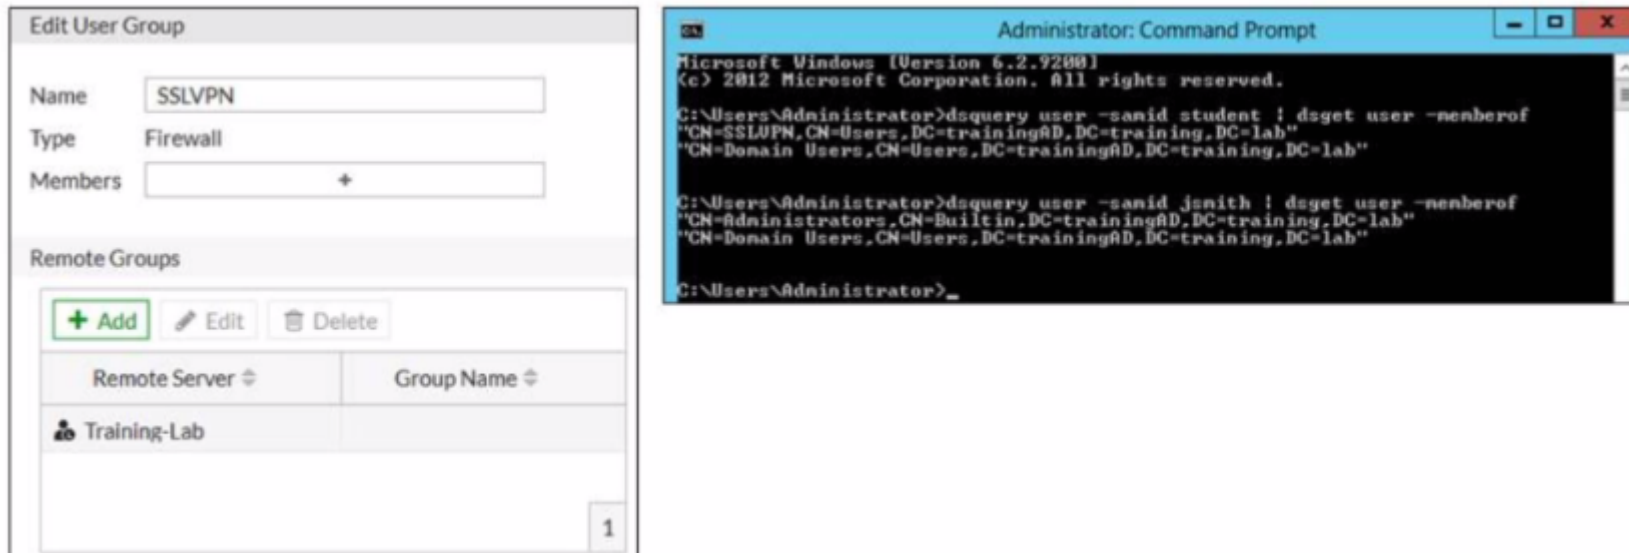 Edit User Group
Name SSLVPN
Type Firewall
Members +
Remote Groups
+ Add Edit Delete
Remote Server Group Name
Training-Lab
1
Administrator: Command Prompt
Microsoft Windows [Version 6.2.9200]
(c) 2012 Microsoft Corporation. All rights reserved.
C:\Users\Administrator>dsquery user -samid student | dsget user -memberof
"CN=SSLVPN,CN=Users,DC=trainingAD,DC=training,DC=lab"
"CN=Domain Users,CN=Users,DC=trainingAD,DC=training,DC=lab"
C:\Users\Administrator>dsquery user -samid jsmith | dsget user -memberof
"CN=Administrators,CN=Builtin,DC=trainingAD,DC=training,DC=lab"
"CN=Domain Users,CN=Users,DC=trainingAD,DC=training,DC=lab"
C:\Users\Administrator>_